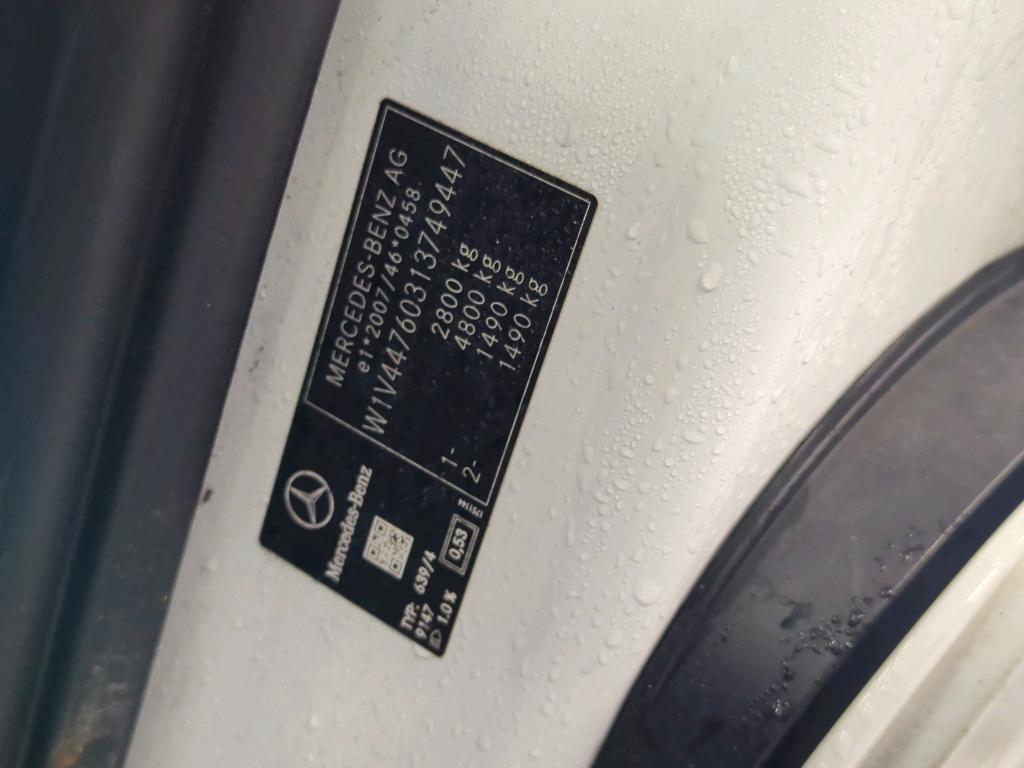 MERCEDES-BENZ AG
e1*2007/46*0458.
W1V44760313749447
2800 kg
4800 kg
1- 1490 kg
2- 1490 kg
Mercedes-Benz
TYP: 639/4
9147
1.0 %
0,53